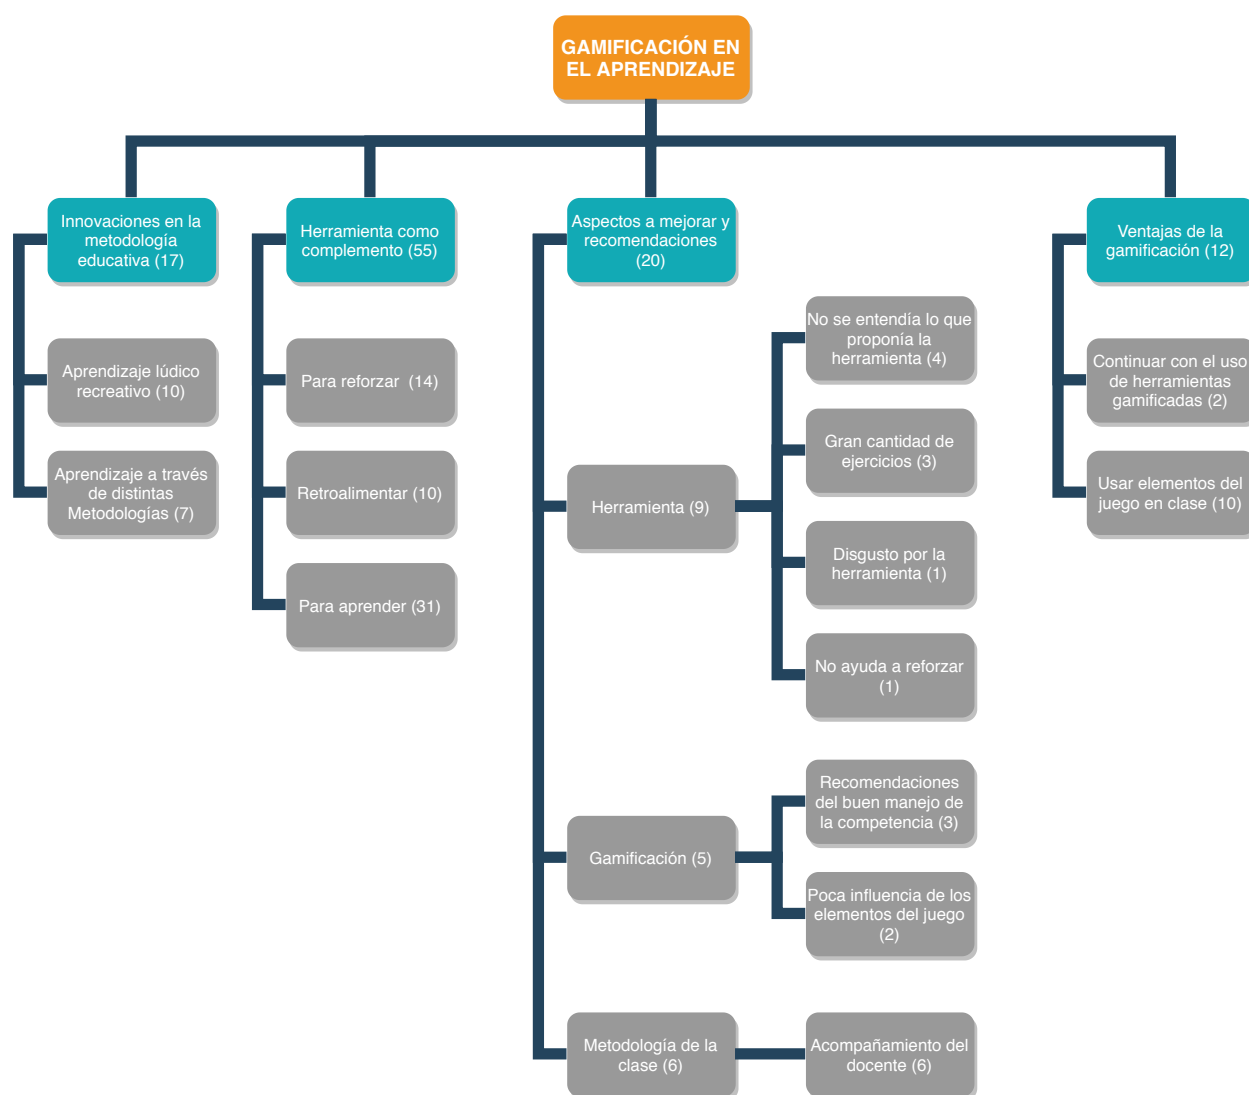 GAMIFICACIÓN EN
EL APRENDIZAJE
Innovaciones en la
metodología
educativa (17)
Aprendizaje lúdico
recreativo (10)
Aprendizaje a través
de distintas
Metodologías (7)
Herramienta como
complemento (55)
Para reforzar (14)
Retroalimentar (10)
Para aprender (31)
Aspectos a mejorar y
recomendaciones
(20)
Herramienta (9)
No se entendía lo que
proponía la
herramienta (4)
Gran cantidad de
ejercicios (3)
Disgusto por la
herramienta (1)
No ayuda a reforzar
(1)
Gamificación (5)
Recomendaciones
del buen manejo de
la competencia (3)
Poca influencia de los
elementos del juego
(2)
Metodología de la
clase (6)
Acompañamiento del
docente (6)
Ventajas de la
gamificación (12)
Continuar con el uso
de herramientas
gamificadas (2)
Usar elementos del
juego en clase (10)